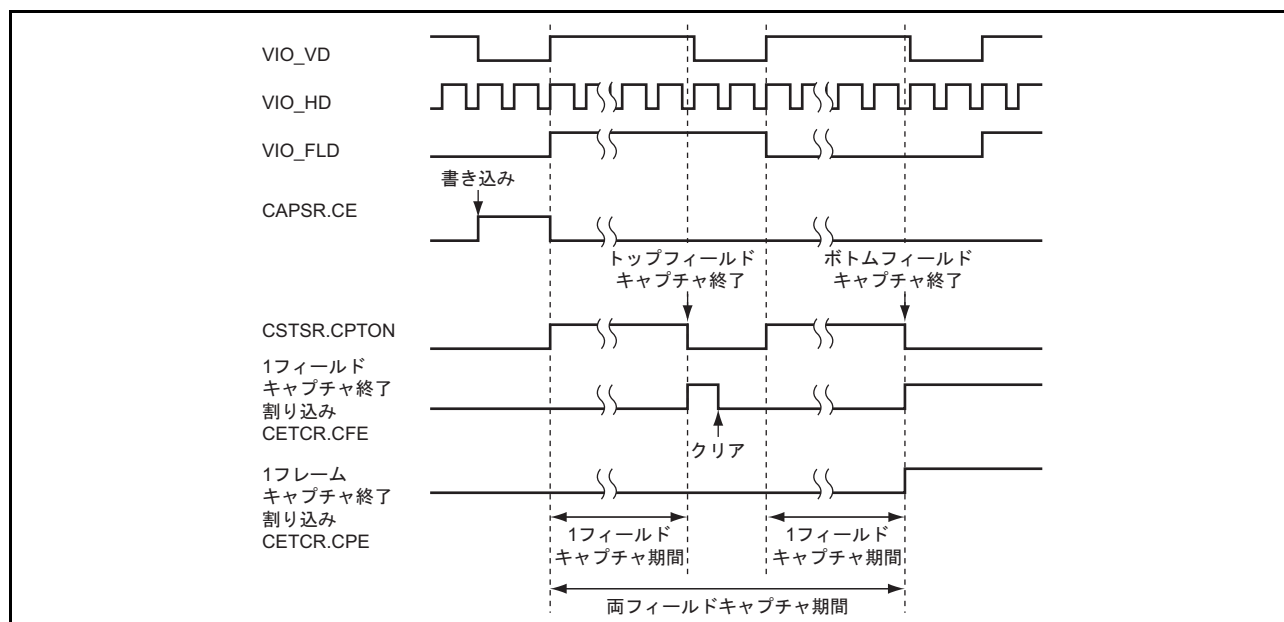 VIO_VD
VIO_HD
VIO_FLD
書き込み
CAPSR.CE
トップフィールド
キャプチャ終了
ボトムフィールド
キャプチャ終了
CSTSR.CPTON
1フィールド
キャプチャ終了
割り込み
CETCR.CFE
クリア
1フレーム
キャプチャ終了
割り込み
CETCR.CPE
1フィールド
キャプチャ期間
1フィールド
キャプチャ期間
両フィールドキャプチャ期間